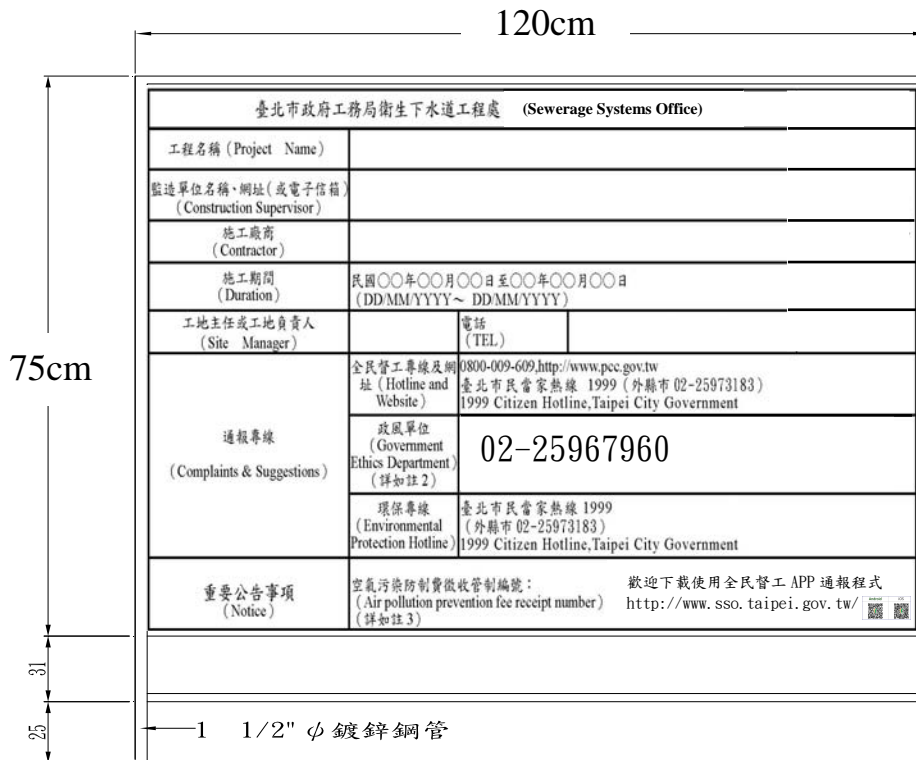 120cm
臺北市政府工務局衛生下水道工程處 (Sewerage Systems Office)
工程名稱(Project Name)
監造單位名稱、網址(或電子信箱)
(Construction Supervisor)
施工廠商
(Contractor)
施工期間
(Duration)
民國○○年○○月○○日至○○年○○月○○日
(DD/MM/YYYY～ DD/MM/YYYY)
工地主任或工地負責人
(Site Manager)
電話
(TEL)
75cm
通報專線
(Complaints & Suggestions)
全民督工專線及網
址(Hotline and
Website)
0800-009-609,http://www.pcc.gov.tw
臺北市民當家熱線 1999(外縣市 02-25973183)
1999 Citizen Hotline,Taipei City Government
政風單位
(Government
Ethics Department)
(詳如註2)
02-25967960
環保專線
(Environmental
Protection Hotline)
臺北市民當家熱線 1999
(外縣市 02-25973183)
1999 Citizen Hotline,Taipei City Government
重要公告事項
(Notice)
空氣污染防制費徵收管制編號：
(Air pollution prevention fee receipt number)
(詳如註3)
歡迎下載使用全民督工 APP 通報程式
http://www.sso.taipei.gov.tw/
Android
iOS
31
25
1 1/2" φ鍍鋅鋼管